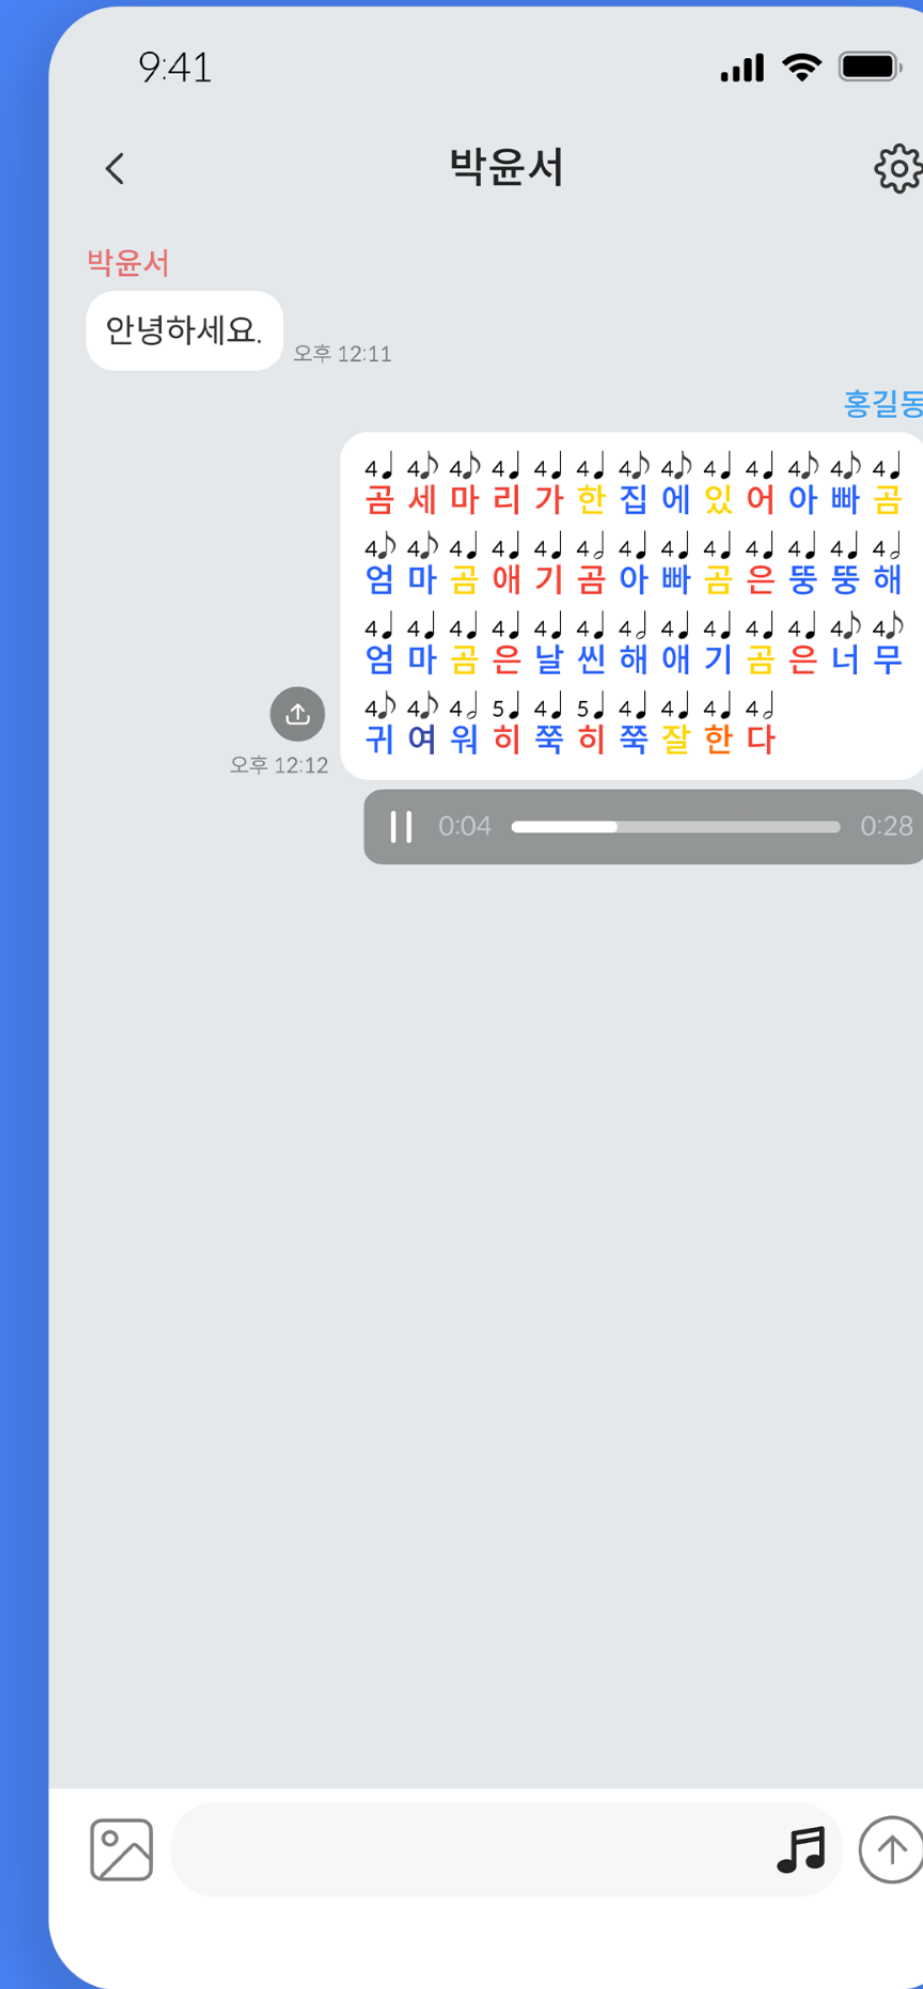 9:41
박윤서
박윤서
안녕하세요.
오후 12:11
홍길동
4♩ 4♪ 4♪ 4♩ 4♩ 4♩ 4♪ 4♪ 4♩ 4♩ 4♪ 4♪ 4♩
곰 세 마 리 가 한 집 에 있 어 아 빠 곰
4♪ 4♪ 4♩ 4♩ 4♩ 4𝅗𝅥 4♩ 4♩ 4♩ 4♩ 4♩ 4♩ 4𝅗𝅥
엄 마 곰 애 기 곰 아 빠 곰 은 뚱 뚱 해
4♩ 4♩ 4♩ 4♩ 4♩ 4♩ 4𝅗𝅥 4♩ 4♩ 4♩ 4♩ 4♪ 4♪
엄 마 곰 은 날 씬 해 애 기 곰 은 너 무
4♪ 4♪ 4𝅗𝅥 5♩ 4♩ 5♩ 4♩ 4♩ 4♩ 4𝅗𝅥
귀 여 워 히 쭉 히 쭉 잘 한 다
오후 12:12
0:04 0:28